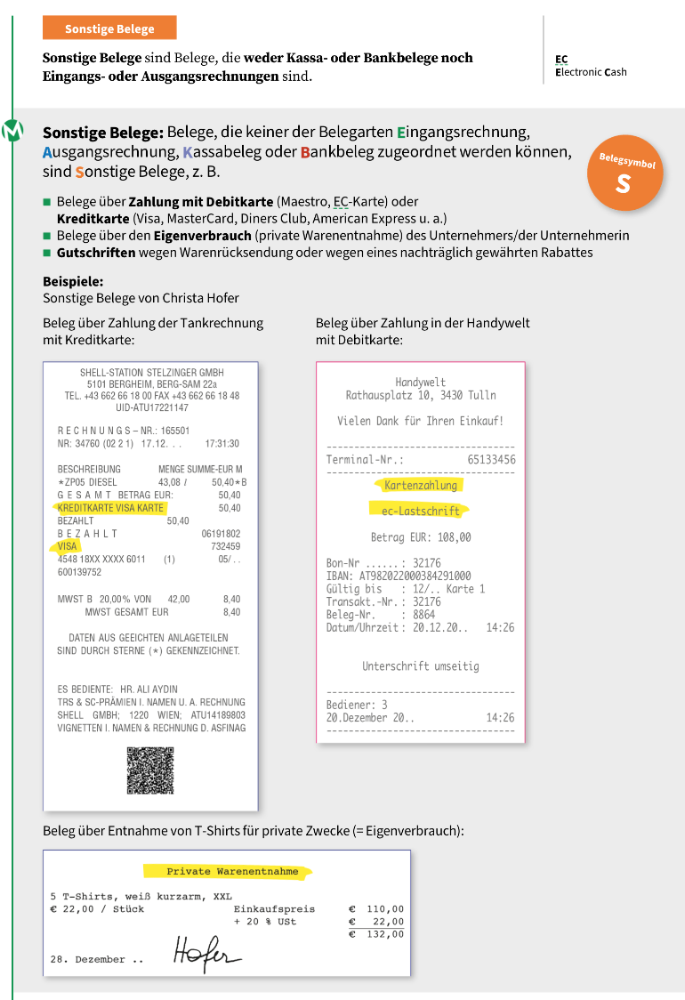 Sonstige Belege
Sonstige Belege sind Belege, die weder Kassa- oder Bankbelege noch
Eingangs- oder Ausgangsrechnungen sind.
EC
Electronic Cash
M
Sonstige Belege: Belege, die keiner der Belegarten Eingangsrechnung,
Ausgangsrechnung, Kassabeleg oder Bankbeleg zugeordnet werden können,
sind Sonstige Belege, z. B.
Belegsymbol
S
■ Belege über Zahlung mit Debitkarte (Maestro, EC-Karte) oder
Kreditkarte (Visa, MasterCard, Diners Club, American Express u. a.)
■ Belege über den Eigenverbrauch (private Warenentnahme) des Unternehmers/der Unternehmerin
■ Gutschriften wegen Warenrücksendung oder wegen eines nachträglich gewährten Rabattes
Beispiele:
Sonstige Belege von Christa Hofer
Beleg über Zahlung der Tankrechnung
mit Kreditkarte:
SHELL-STATION STELZINGER GMBH
5101 BERGHEIM, BERG-SAM 22a
TEL. +43 662 66 18 00 FAX +43 662 66 18 48
UID-ATU17221147
R E C H N U N G S – NR.: 165501
NR: 34760 (02 2 1) 17.12. . . 17:31:30
BESCHREIBUNG MENGE SUMME-EUR M
*ZP05 DIESEL 43,08 / 50,40*B
G E S A M T BETRAG EUR: 50,40
KREDITKARTE VISA KARTE 50,40
BEZAHLT 50,40
B E Z A H L T 06191802
VISA 732459
4548 18XX XXXX 6011 (1) 05/ . .
600139752
MWST B 20,00% VON 42,00 8,40
MWST GESAMT EUR 8,40
DATEN AUS GEEICHTEN ANLAGETEILEN
SIND DURCH STERNE (*) GEKENNZEICHNET.
ES BEDIENTE: HR. ALI AYDIN
TRS & SC-PRÄMIEN I. NAMEN U. A. RECHNUNG
SHELL GMBH; 1220 WIEN; ATU14189803
VIGNETTEN I. NAMEN & RECHNUNG D. ASFINAG
Beleg über Zahlung in der Handywelt
mit Debitkarte:
Handywelt
Rathausplatz 10, 3430 Tulln
Vielen Dank für Ihren Einkauf!
---------------------------------
Terminal-Nr.: 65133456
---------------------------------
Kartenzahlung
ec-Lastschrift
Betrag EUR: 108,00
Bon-Nr ......: 32176
IBAN: AT982022000384291000
Gültig bis : 12/.. Karte 1
Transakt.-Nr.: 32176
Beleg-Nr. : 8864
Datum/Uhrzeit: 20.12.20.. 14:26
Unterschrift umseitig
---------------------------------
Bediener: 3
20.Dezember 20.. 14:26
---------------------------------
Beleg über Entnahme von T-Shirts für private Zwecke (= Eigenverbrauch):
Private Warenentnahme
5 T-Shirts, weiß kurzarm, XXL
€ 22,00 / Stück Einkaufspreis € 110,00
+ 20 % USt € 22,00
€ 132,00
28. Dezember .. Hofer